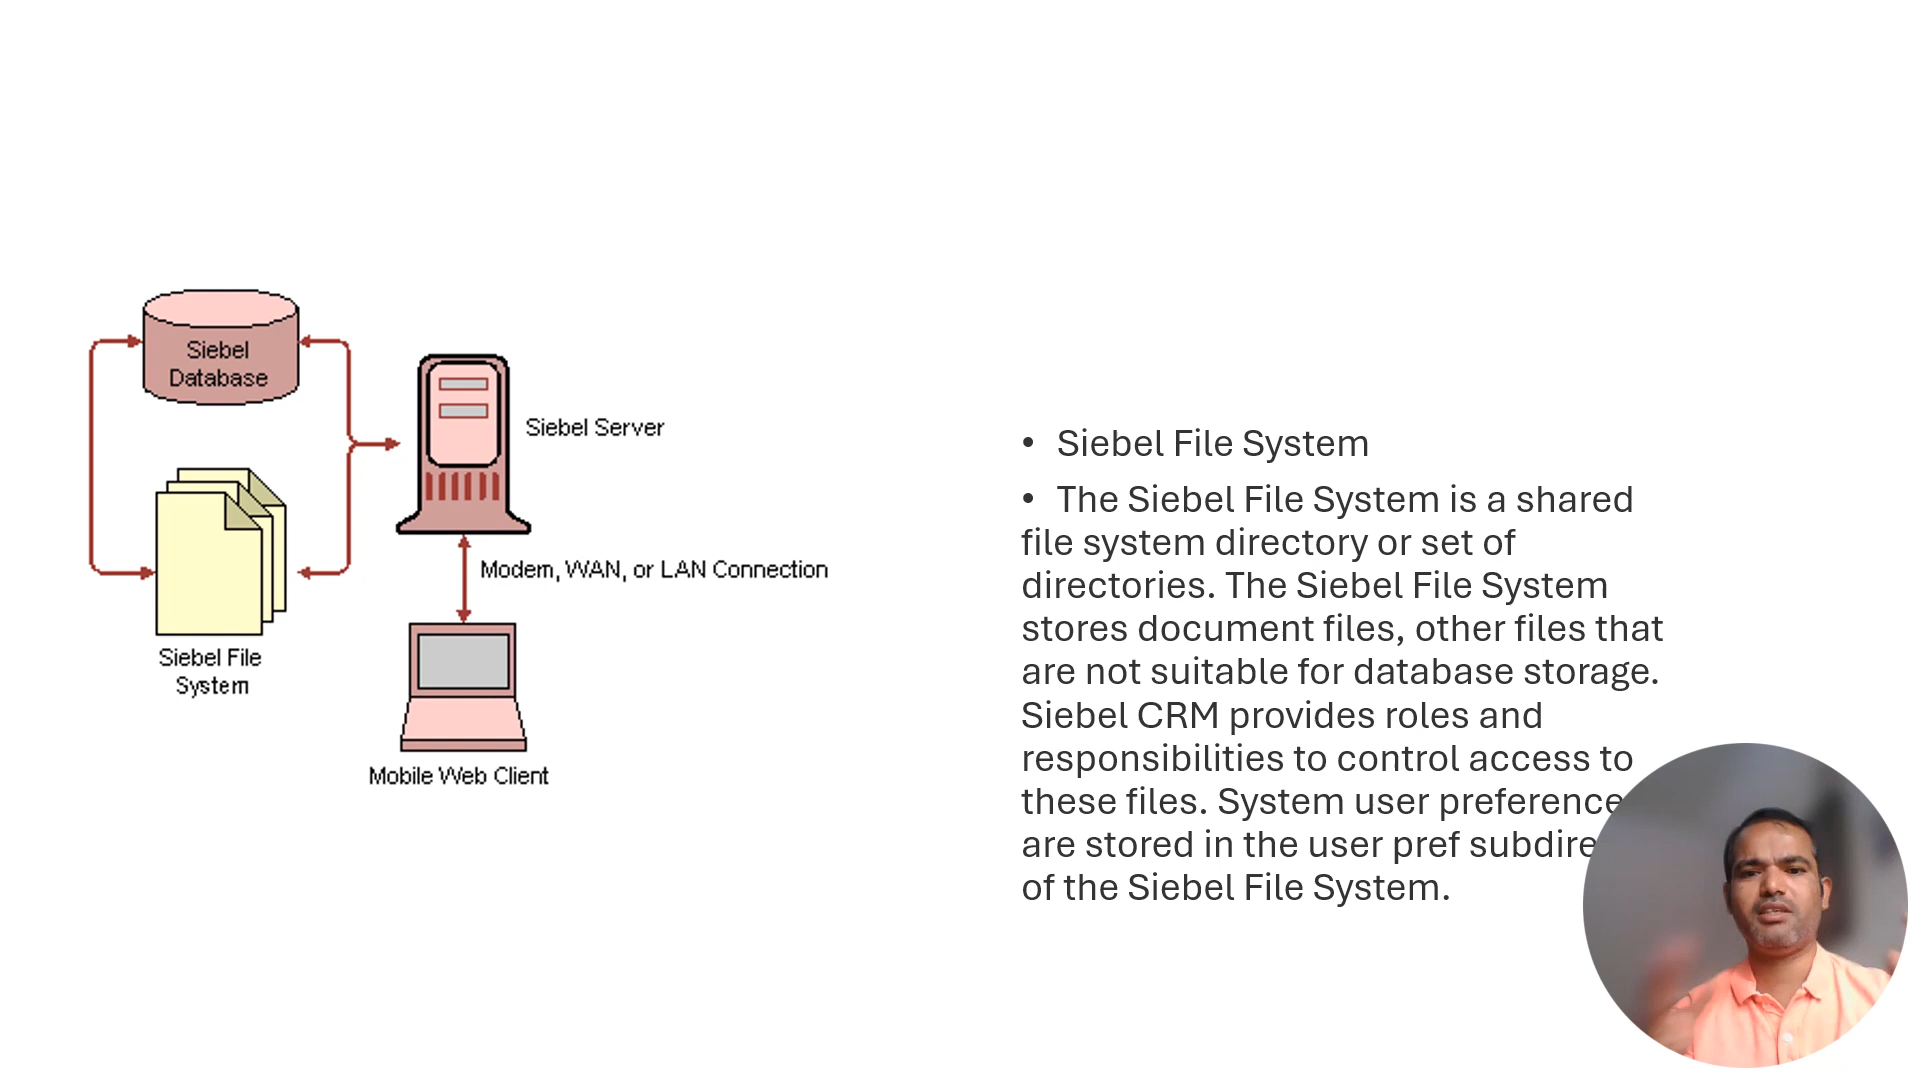 Siebel
Database
Siebel Server
Modem, WAN, or LAN Connection
Siebel File
System
Mobile Web Client
• Siebel File System
• The Siebel File System is a shared
file system directory or set of
directories. The Siebel File System
stores document files, other files that
are not suitable for database storage.
Siebel CRM provides roles and
responsibilities to control access to
these files. System user preference
are stored in the user pref subdire
of the Siebel File System.